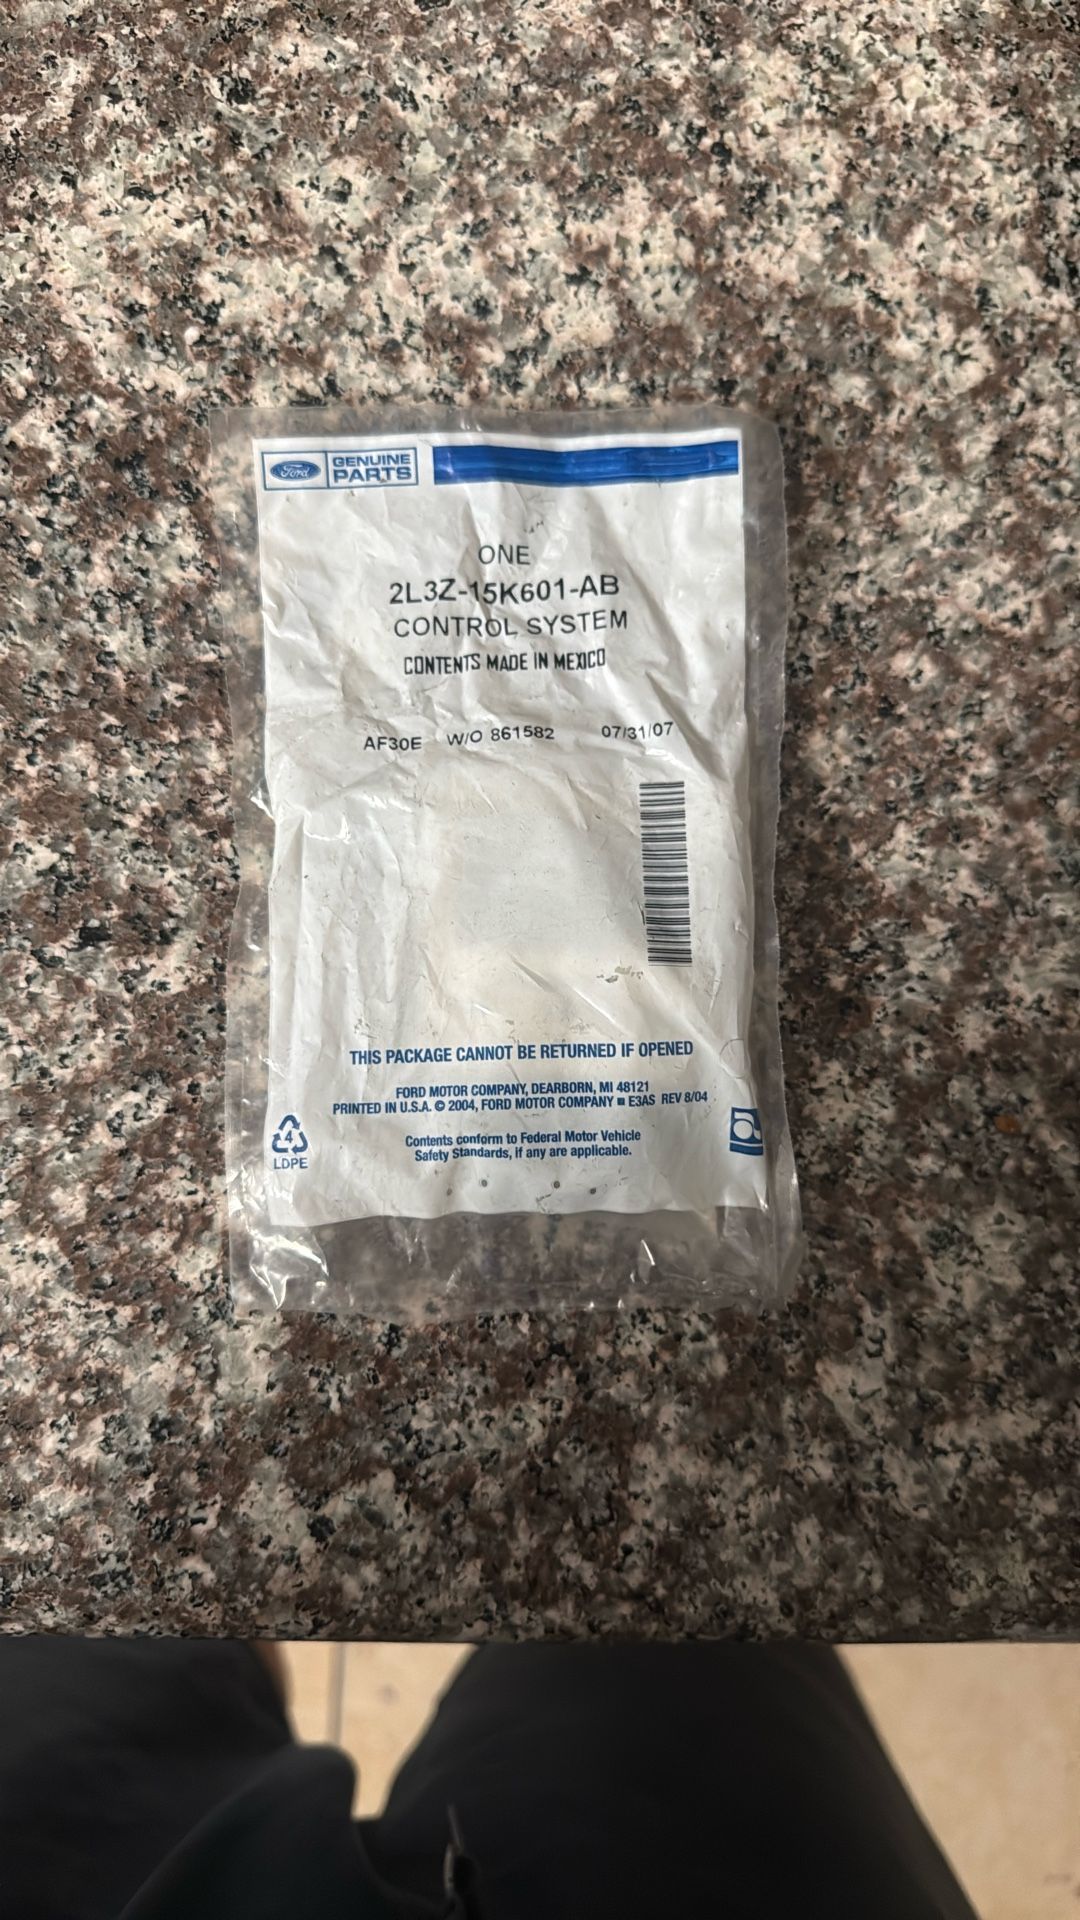 Ford GENUINE PARTS
ONE
2L3Z-15K601-AB
CONTROL SYSTEM
CONTENTS MADE IN MEXICO
AF30E W/O 861582 07/31/07
THIS PACKAGE CANNOT BE RETURNED IF OPENED
FORD MOTOR COMPANY, DEARBORN, MI 48121
PRINTED IN U.S.A. © 2004, FORD MOTOR COMPANY ■ E3AS REV 8/04
4
LDPE
Contents conform to Federal Motor Vehicle
Safety Standards, if any are applicable.